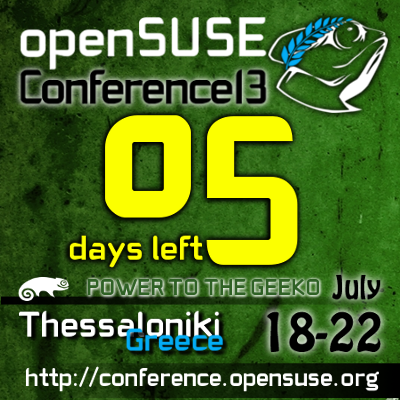 openSUSE
Conference13
05
days left
POWER TO THE GEEKO
July
Thessaloniki
Greece
18-22
http://conference.opensuse.org